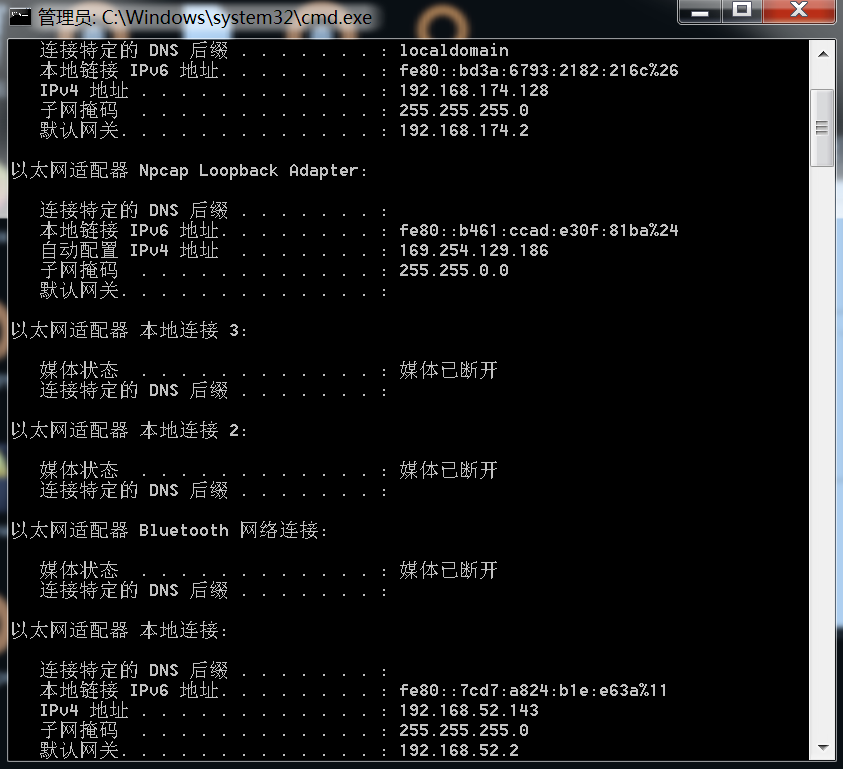 管理员: C:\Windows\system32\cmd.exe
连接特定的 DNS 后缀 . . . . . . . : localdomain
本地链接 IPv6 地址. . . . . . . . : fe80::bd3a:6793:2182:216c%26
IPv4 地址 . . . . . . . . . . . . : 192.168.174.128
子网掩码  . . . . . . . . . . . . : 255.255.255.0
默认网关. . . . . . . . . . . . . : 192.168.174.2
以太网适配器 Npcap Loopback Adapter:
连接特定的 DNS 后缀 . . . . . . . :
本地链接 IPv6 地址. . . . . . . . : fe80::b461:ccad:e30f:81ba%24
自动配置 IPv4 地址  . . . . . . . : 169.254.129.186
子网掩码  . . . . . . . . . . . . : 255.255.0.0
默认网关. . . . . . . . . . . . . :
以太网适配器 本地连接 3:
媒体状态  . . . . . . . . . . . . : 媒体已断开
连接特定的 DNS 后缀 . . . . . . . :
以太网适配器 本地连接 2:
媒体状态  . . . . . . . . . . . . : 媒体已断开
连接特定的 DNS 后缀 . . . . . . . :
以太网适配器 Bluetooth 网络连接:
媒体状态  . . . . . . . . . . . . : 媒体已断开
连接特定的 DNS 后缀 . . . . . . . :
以太网适配器 本地连接:
连接特定的 DNS 后缀 . . . . . . . :
本地链接 IPv6 地址. . . . . . . . : fe80::7cd7:a824:b1e:e63a%11
IPv4 地址 . . . . . . . . . . . . : 192.168.52.143
子网掩码  . . . . . . . . . . . . : 255.255.255.0
默认网关. . . . . . . . . . . . . : 192.168.52.2